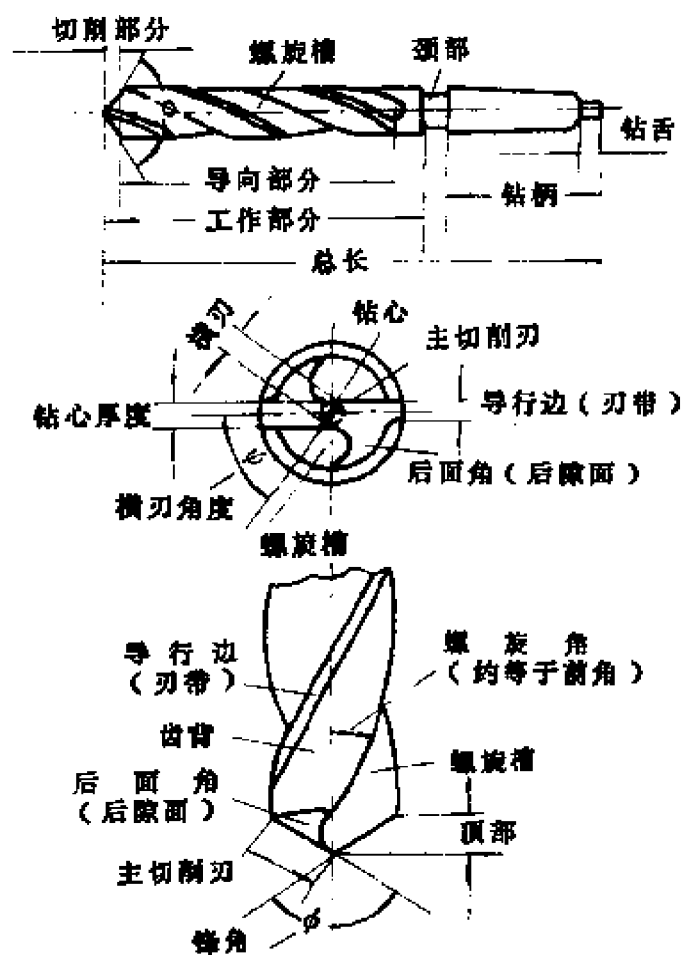 切削部分
螺旋槽
颈部
φ
钻舌
导向部分
钻柄
工作部分
总长
横刃
钻心
主切削刃
钻心厚度
导行边(刃带)
ψ
后面角(后隙面)
横刃角度
螺旋槽
导行边
(刃带)
螺旋角
(约等于前角)
齿背
螺旋槽
后面角
(后隙面)
顶部
主切削刃
φ
锋角